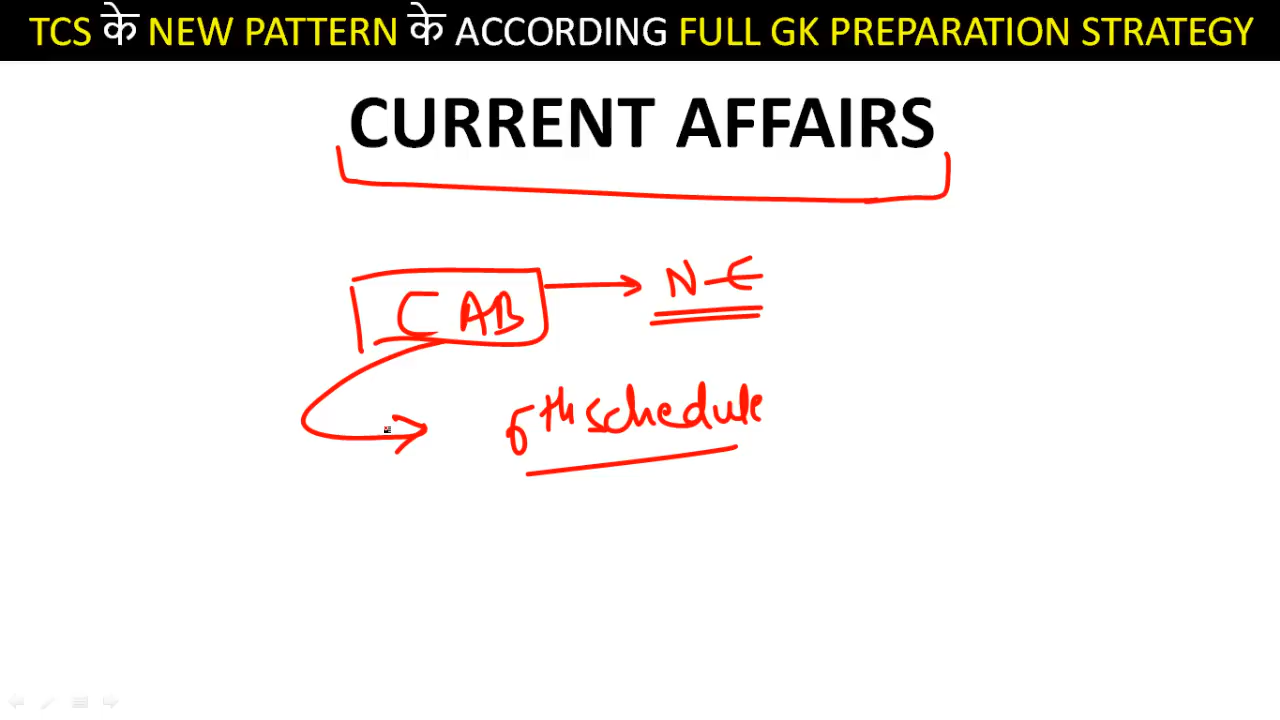 TCS के NEW PATTERN के ACCORDING FULL GK PREPARATION STRATEGY
CURRENT AFFAIRS
CAB → N-E
6th schedule